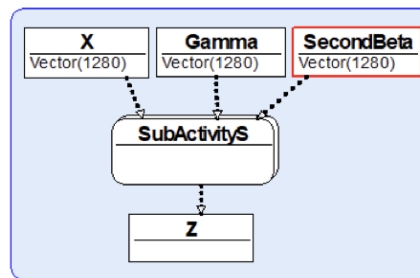 X
Vector(1280)
Gamma
Vector(1280)
SecondBeta
Vector(1280)
SubActivityS
Z